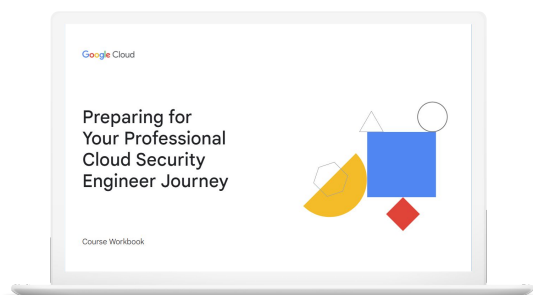 Google Cloud
Preparing for
Your Professional
Cloud Security
Engineer Journey
Course Workbook